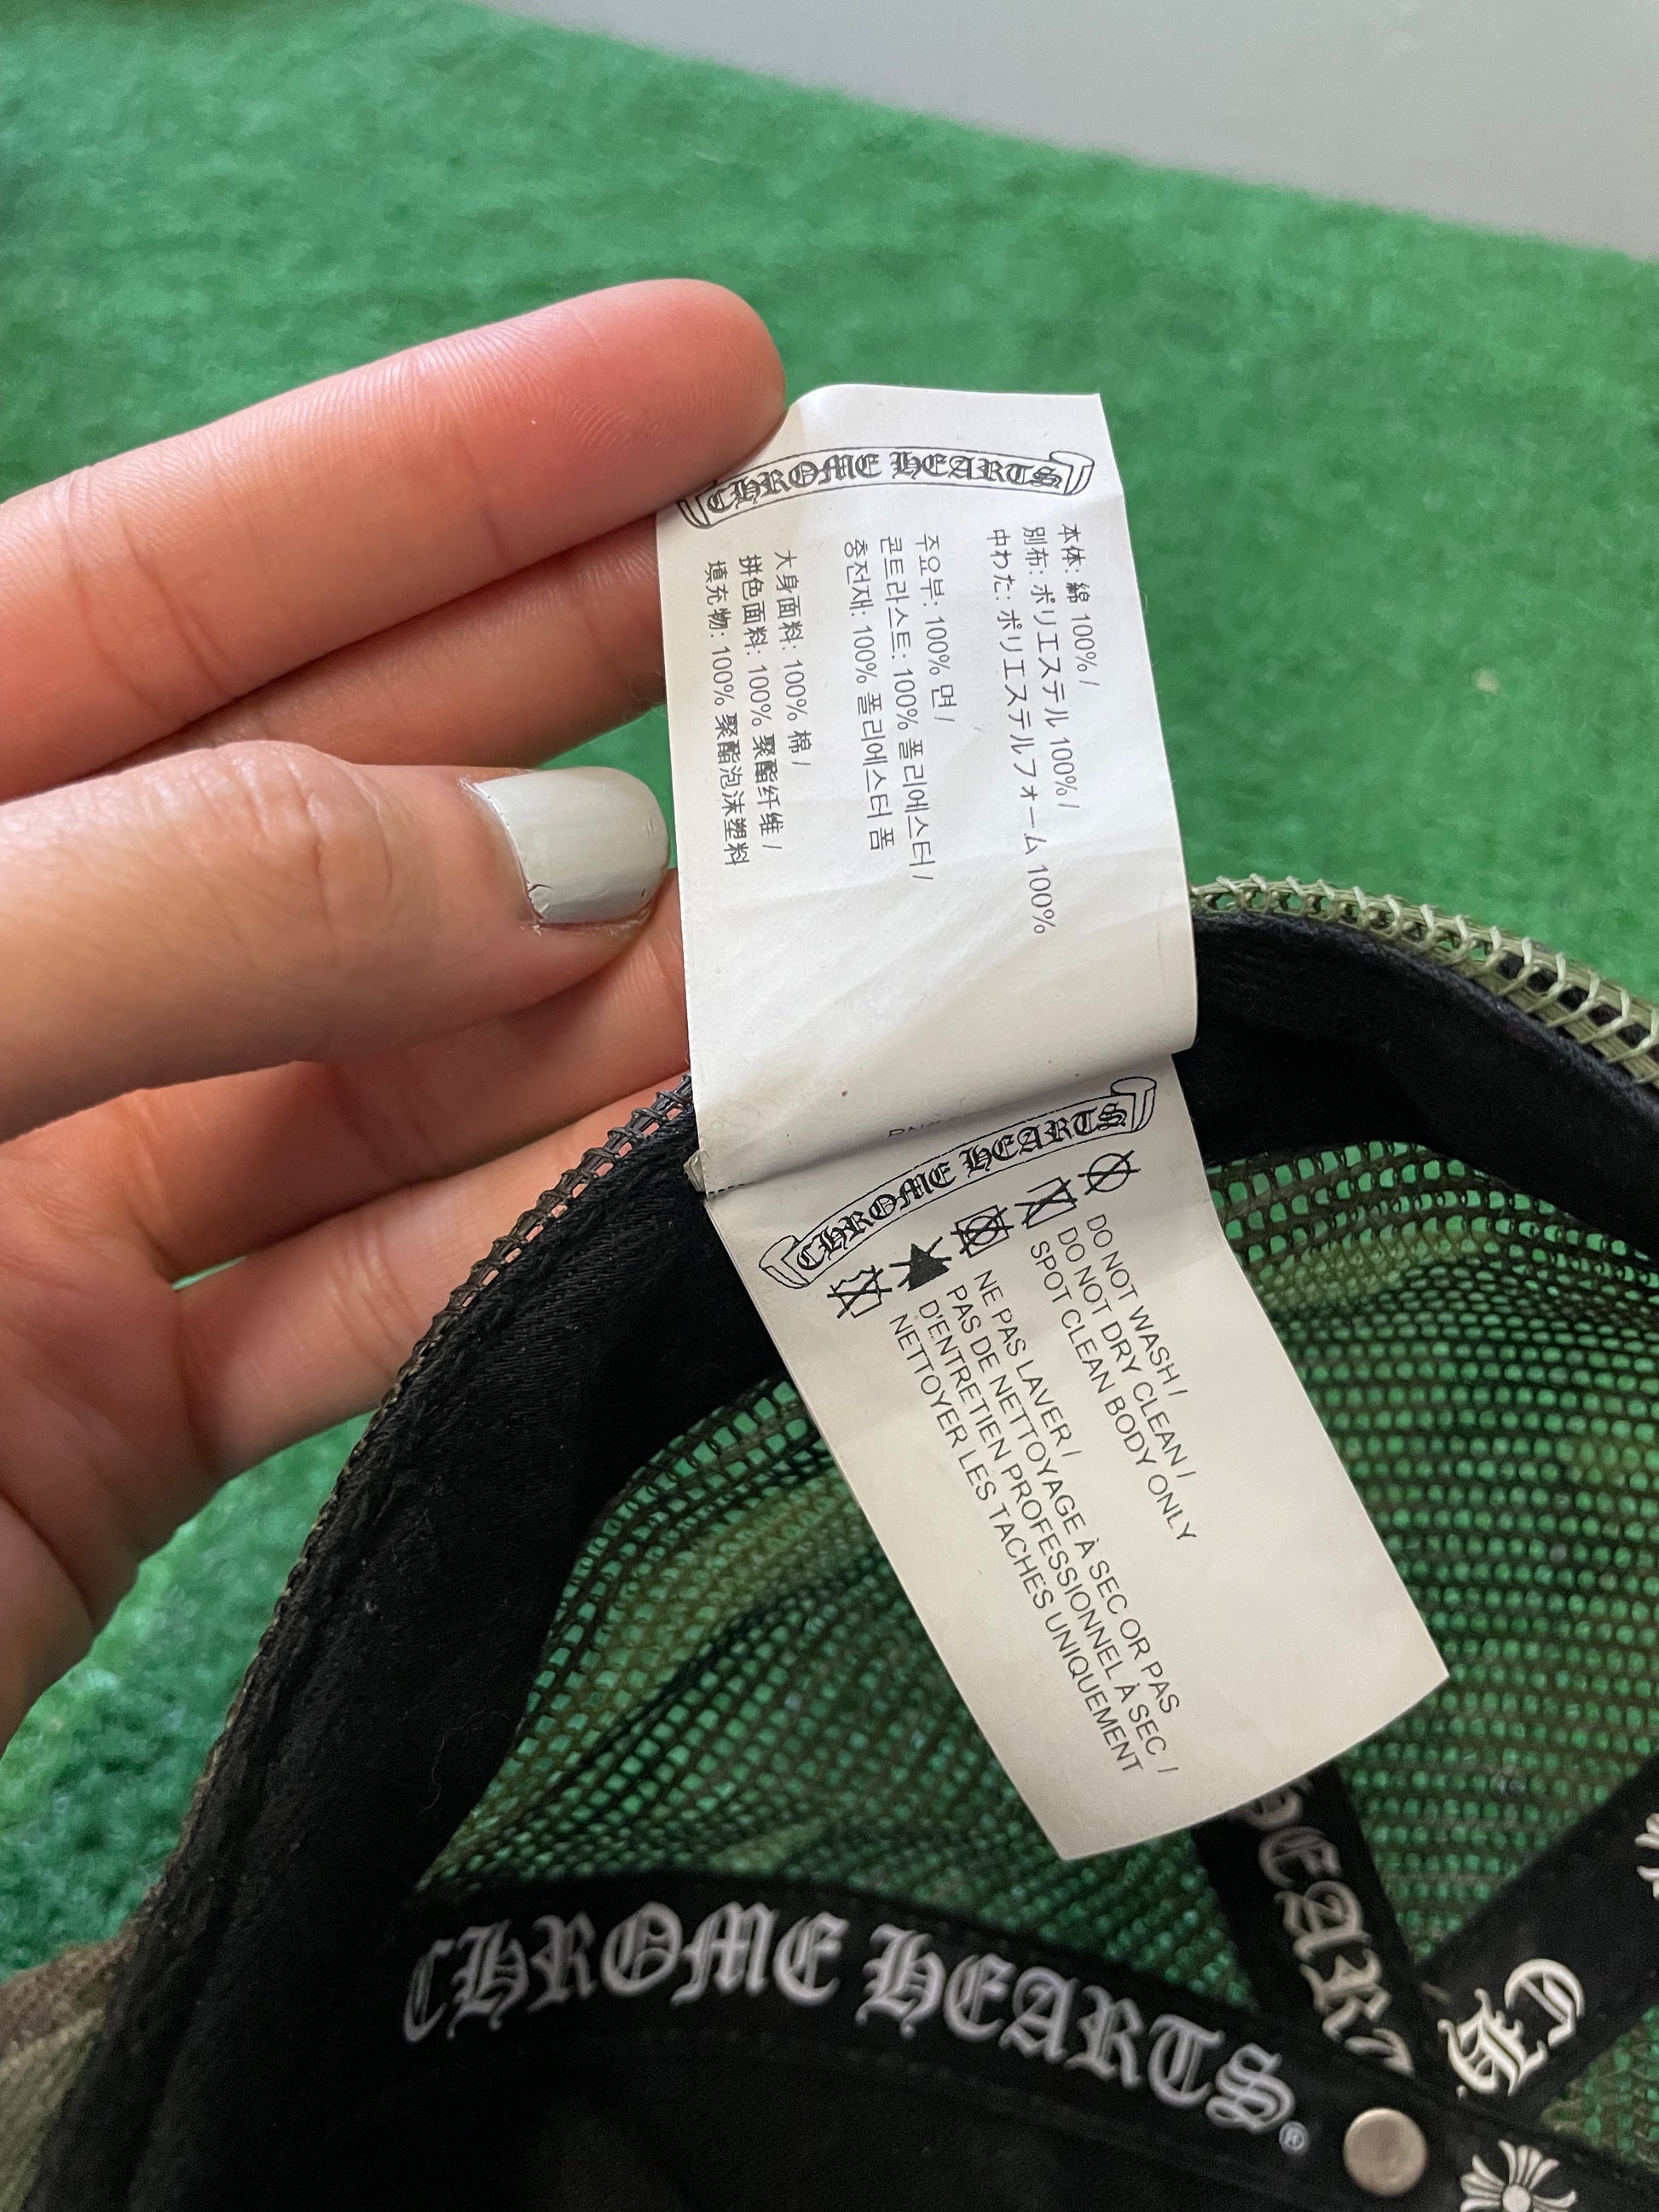 CHROME HEARTS
本体: 綿 100% /
別布: ポリエステル 100% /
中わた: ポリエステルフォーム 100%
주요부: 100% 면 /
콘트라스트: 100% 폴리에스터 /
충전재: 100% 폴리에스터 폼
大身面料: 100% 棉 /
拼色面料: 100% 聚酯纤维 /
填充物: 100% 聚酯泡沫塑料
CHROME HEARTS
DO NOT WASH /
DO NOT DRY CLEAN /
SPOT CLEAN BODY ONLY
NE PAS LAVER /
PAS DE NETTOYAGE À SEC OR PAS
D'ENTRETIEN PROFESSIONNEL À SEC /
NETTOYER LES TACHES UNIQUEMENT
CHROME HEARTS®
CH